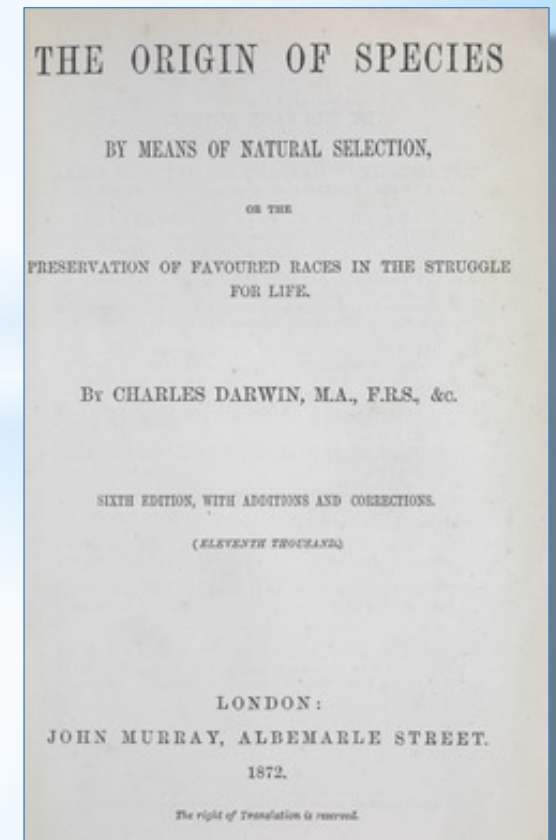 THE ORIGIN OF SPECIES
BY MEANS OF NATURAL SELECTION,
OR THE
PRESERVATION OF FAVOURED RACES IN THE STRUGGLE
FOR LIFE.
BY CHARLES DARWIN, M.A., F.R.S., &c.
SIXTH EDITION, WITH ADDITIONS AND CORRECTIONS.
(ELEVENTH THOUSAND.)
LONDON:
JOHN MURRAY, ALBEMARLE STREET.
1872.
The right of Translation is reserved.